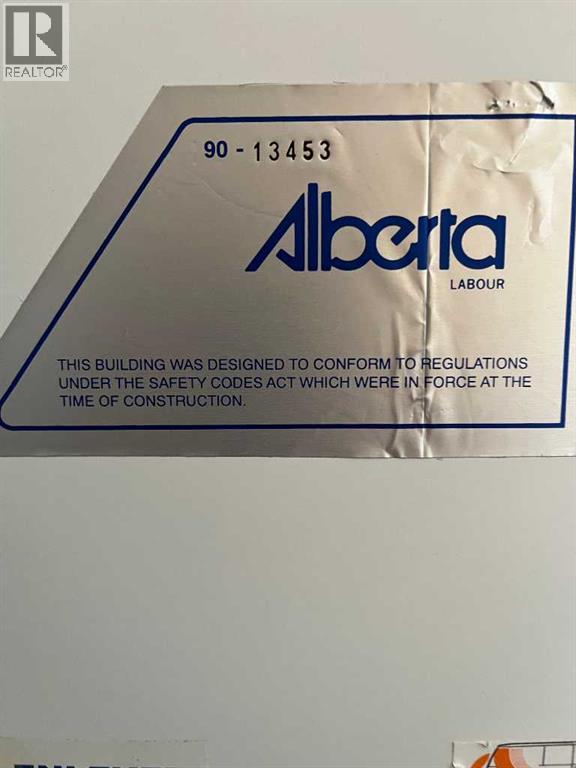 REALTOR®
90 - 13453
Alberta
LABOUR
THIS BUILDING WAS DESIGNED TO CONFORM TO REGULATIONS
UNDER THE SAFETY CODES ACT WHICH WERE IN FORCE AT THE
TIME OF CONSTRUCTION.